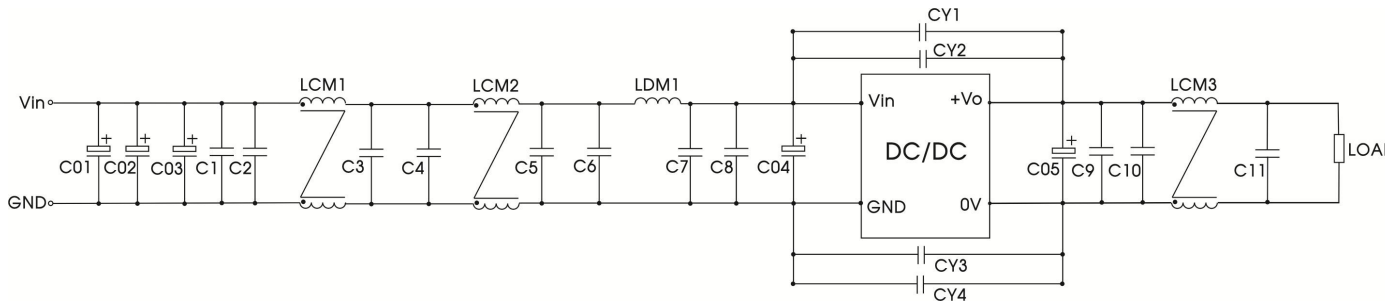 CY1
CY2
LCM1
LCM2
LDM1
LCM3
Vin
Vin
+Vo
C01
C02
C03
C1
C2
C3
C4
C5
C6
C7
C8
C04
DC/DC
C05
C9
C10
C11
LOA
GND
GND
0V
CY3
CY4